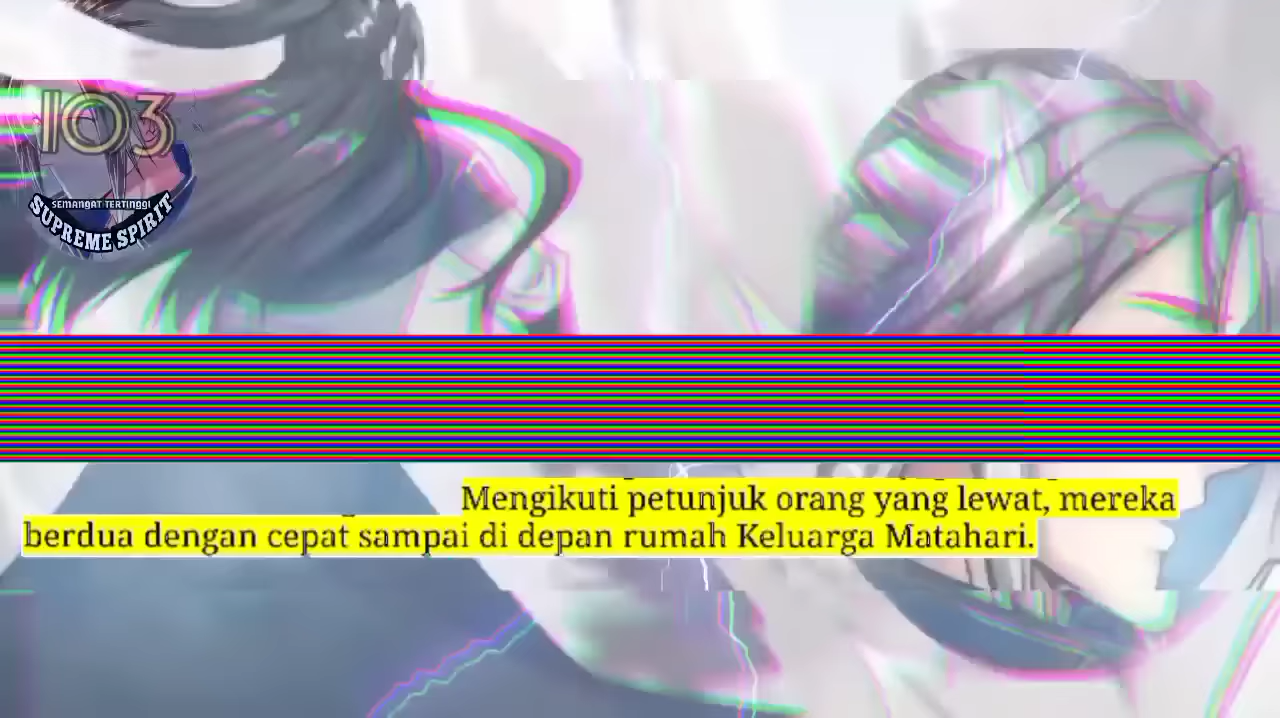 103
SEMANGAT TERTINGGI
SUPREME SPIRIT
Mengikuti petunjuk orang yang lewat, mereka
berdua dengan cepat sampai di depan rumah Keluarga Matahari.